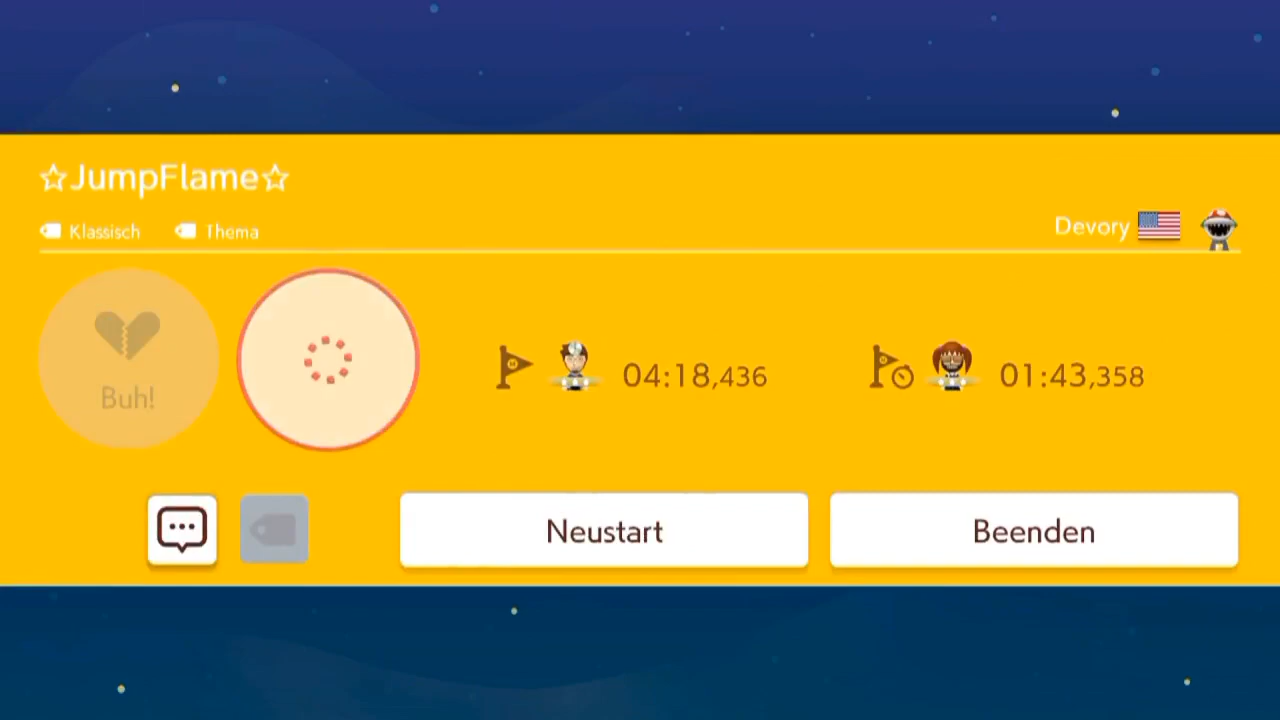 ☆JumpFlame☆
Klassisch Thema
Devory
Buh!
04:18,436
01:43,358
Neustart
Beenden